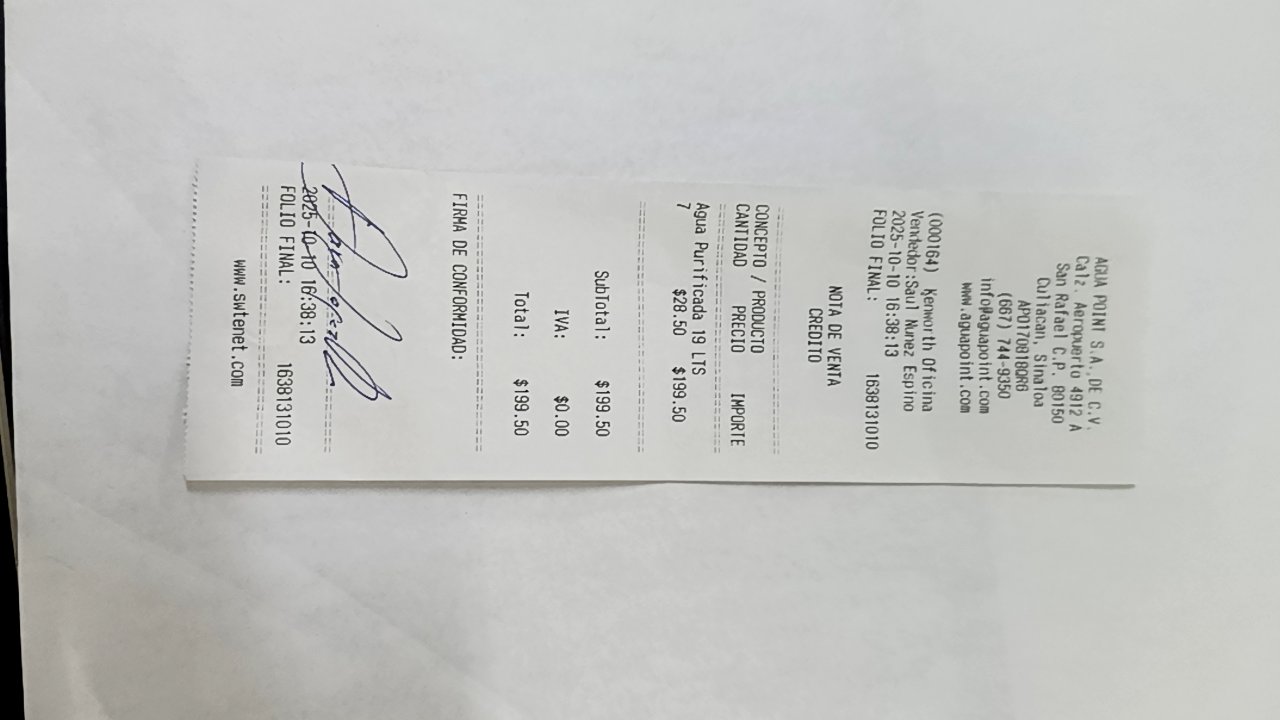 AGUA POINT S.A. DE C.V.
Calz. Aeropuerto 4912 A
San Rafael C.P. 80150
Culiacan, Sinaloa
APO170818QR6
(667) 744-9350
info@aguapoint.com
www.aguapoint.com
(000164) Kenworth Oficina
Vendedor:Saul Nunez Espino
2025-10-10 16:38:13
FOLIO FINAL: 1638131010
NOTA DE VENTA
CREDITO
CONCEPTO / PRODUCTO
CANTIDAD PRECIO IMPORTE
Agua Purificada 19 LTS
7 $28.50 $199.50
SubTotal: $199.50
IVA: $0.00
Total: $199.50
FIRMA DE CONFORMIDAD:
2025-10-10 16:38:13
FOLIO FINAL: 1638131010
www.swtenet.com